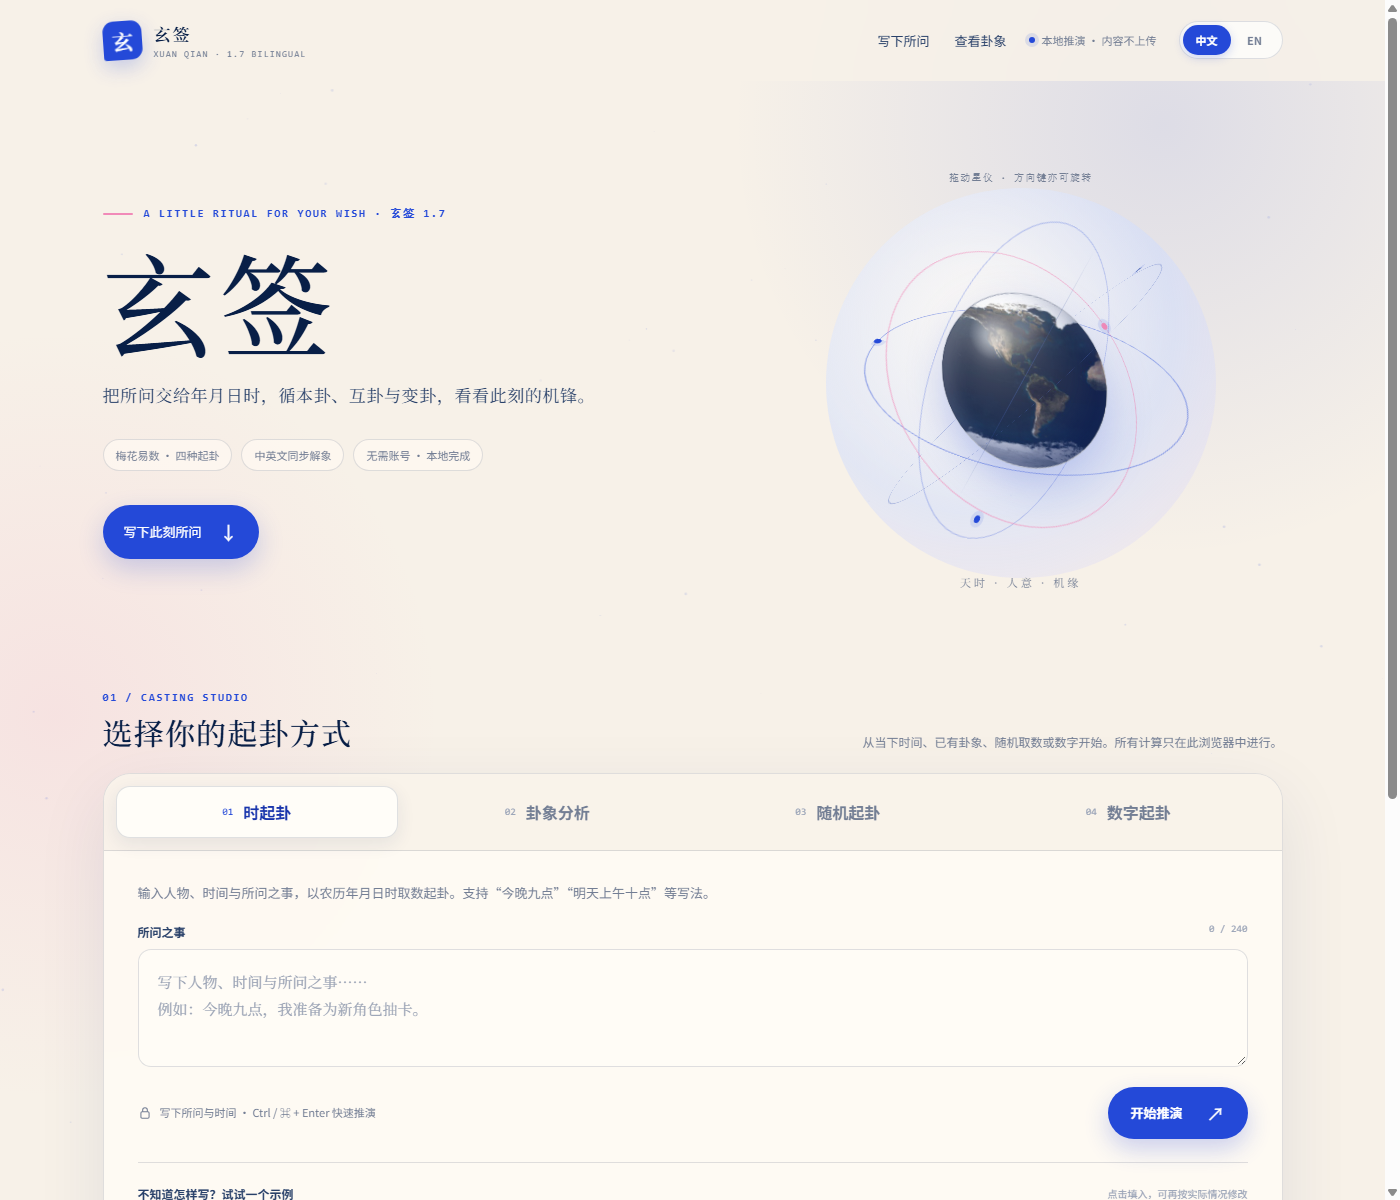 玄
玄签
XUAN QIAN · 1.7 BILINGUAL
写下所问
查看卦象
本地推演 · 内容不上传
中文
EN
A LITTLE RITUAL FOR YOUR WISH · 玄签 1.7
玄签
把所问交给年月日时，循本卦、互卦与变卦，看看此刻的机锋。
梅花易数 · 四种起卦
中英文同步解象
无需账号 · 本地完成
写下此刻所问 ↓
拖动星仪 · 方向键亦可旋转
天时 · 人意 · 机缘
01 / CASTING STUDIO
选择你的起卦方式
从当下时间、已有卦象、随机取数或数字开始。所有计算只在此浏览器中进行。
01 时起卦
02 卦象分析
03 随机起卦
04 数字起卦
输入人物、时间与所问之事，以农历年月日时取数起卦。支持“今晚九点”“明天上午十点”等写法。
所问之事
0 / 240
写下人物、时间与所问之事……
例如：今晚九点，我准备为新角色抽卡。
写下所问与时间 · Ctrl / ⌘ + Enter 快速推演
开始推演 ↗
不知道怎样写？试试一个示例
点击填入，可再按实际情况修改